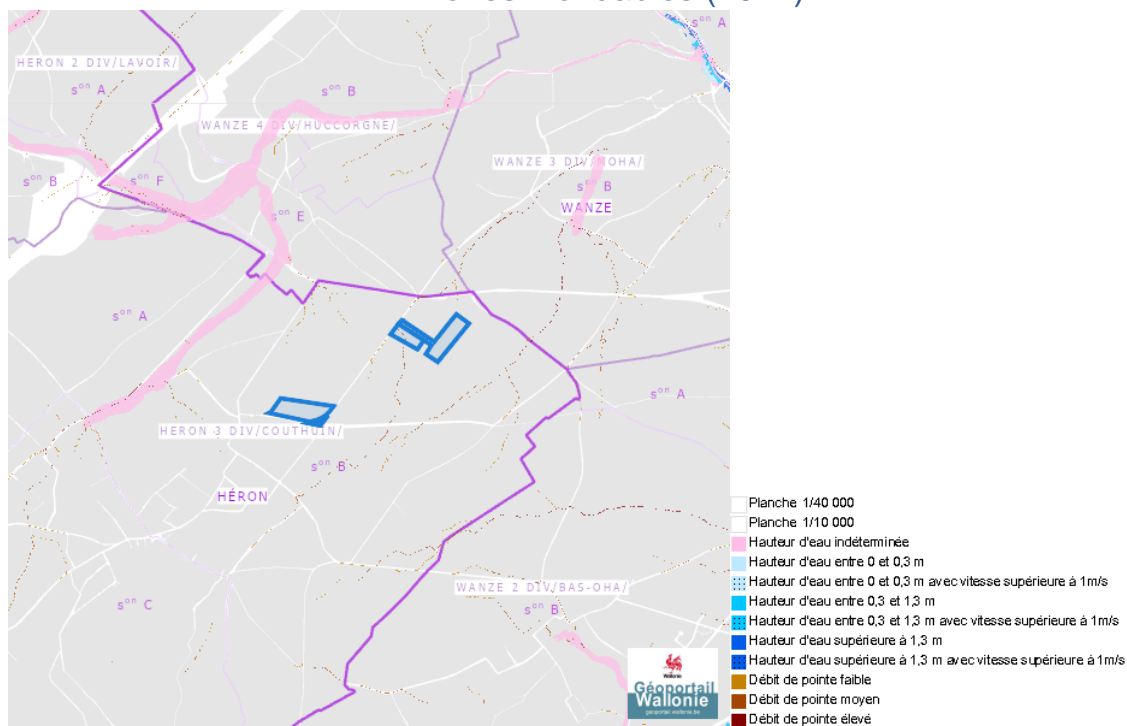 HERON 2 DIV/LAVOIR/
sᵒⁿ A
sᵒⁿ A
sᵒⁿ B
WANZE 4 DIV/HUCCORGNE/
WANZE 3 DIV/MOHA/
sᵒⁿ B
sᵒⁿ F
sᵒⁿ B
WANZE
sᵒⁿ E
sᵒⁿ A
sᵒⁿ A
HERON 3 DIV/COUTHUIN/
sᵒⁿ B
HÉRON
WANZE 2 DIV/BAS-OHA/
sᵒⁿ C
sᵒⁿ B
Wallonie
Géoportail
Wallonie
geoportail.wallonie.be
Planche 1/40 000
Planche 1/10 000
Hauteur d'eau indéterminée
Hauteur d'eau entre 0 et 0,3 m
Hauteur d'eau entre 0 et 0,3 m avec vitesse supérieure à 1m/s
Hauteur d'eau entre 0,3 et 1,3 m
Hauteur d'eau entre 0,3 et 1,3 m avec vitesse supérieure à 1m/s
Hauteur d'eau supérieure à 1,3 m
Hauteur d'eau supérieure à 1,3 m avec vitesse supérieure à 1m/s
Débit de pointe faible
Débit de pointe moyen
Débit de pointe élevé